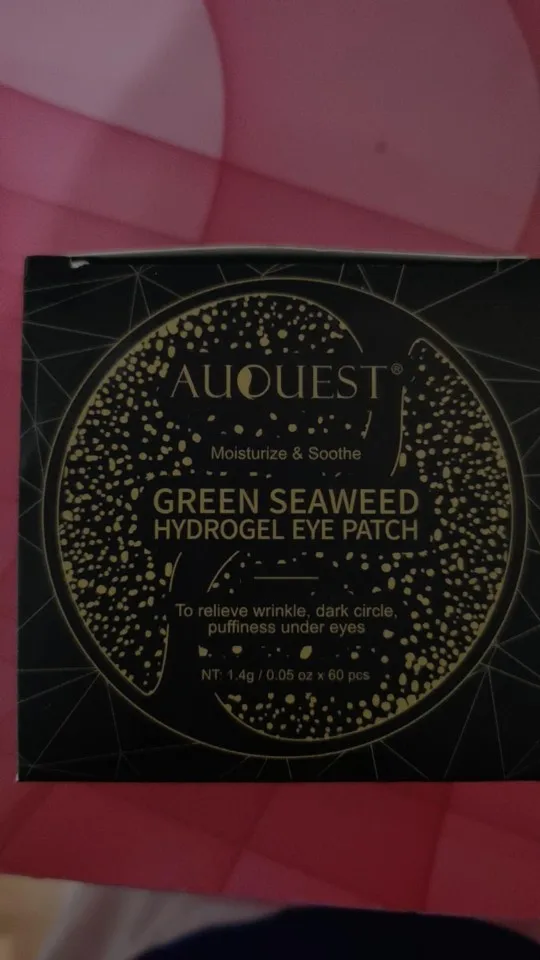 AUQUEST®
Moisturize & Soothe
GREEN SEAWEED
HYDROGEL EYE PATCH
To relieve wrinkle, dark circle,
puffiness under eyes
NT: 1.4g / 0.05 oz x 60 pcs